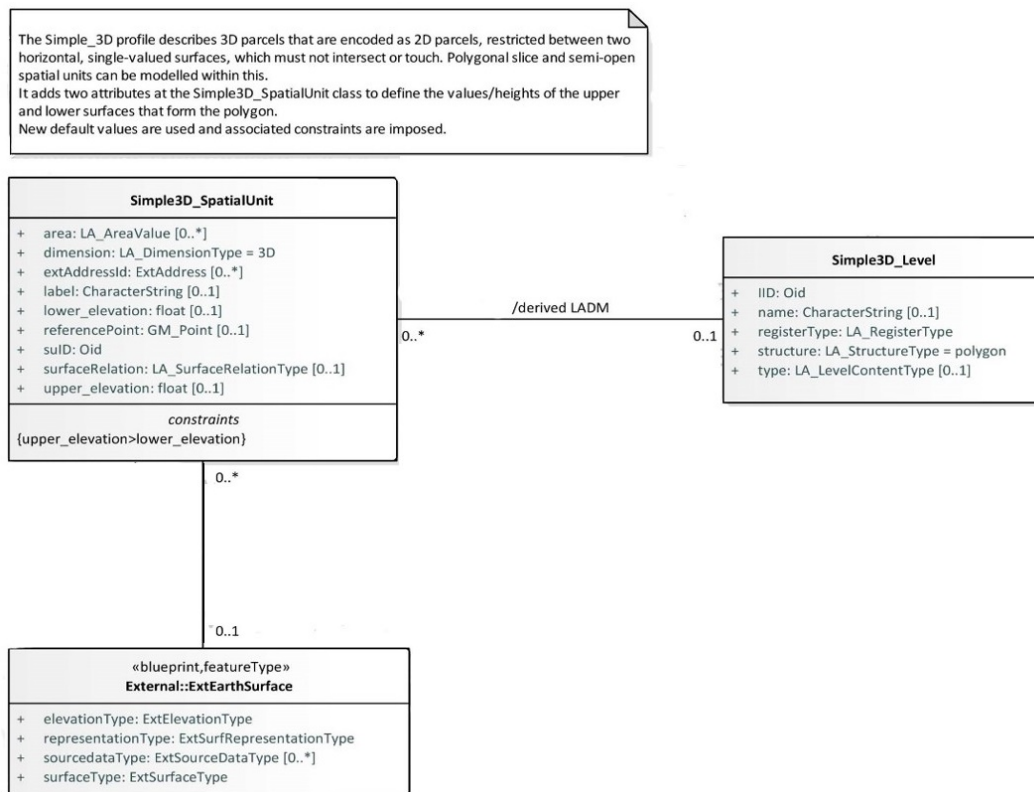 The Simple_3D profile describes 3D parcels that are encoded as 2D parcels, restricted between two
horizontal, single-valued surfaces, which must not intersect or touch. Polygonal slice and semi-open
spatial units can be modelled within this.
It adds two attributes at the Simple3D_SpatialUnit class to define the values/heights of the upper
and lower surfaces that form the polygon.
New default values are used and associated constraints are imposed.
Simple3D_SpatialUnit
+ area: LA_AreaValue [0..*]
+ dimension: LA_DimensionType = 3D
+ extAddressId: ExtAddress [0..*]
+ label: CharacterString [0..1]
+ lower_elevation: float [0..1]
+ referencePoint: GM_Point [0..1]
+ suID: Oid
+ surfaceRelation: LA_SurfaceRelationType [0..1]
+ upper_elevation: float [0..1]
constraints
{upper_elevation>lower_elevation}
/derived LADM
0..*
0..1
Simple3D_Level
+ lID: Oid
+ name: CharacterString [0..1]
+ registerType: LA_RegisterType
+ structure: LA_StructureType = polygon
+ type: LA_LevelContentType [0..1]
0..*
0..1
«blueprint,featureType»
External::ExtEarthSurface
+ elevationType: ExtElevationType
+ representationType: ExtSurfRepresentationType
+ sourcedataType: ExtSourceDataType [0..*]
+ surfaceType: ExtSurfaceType